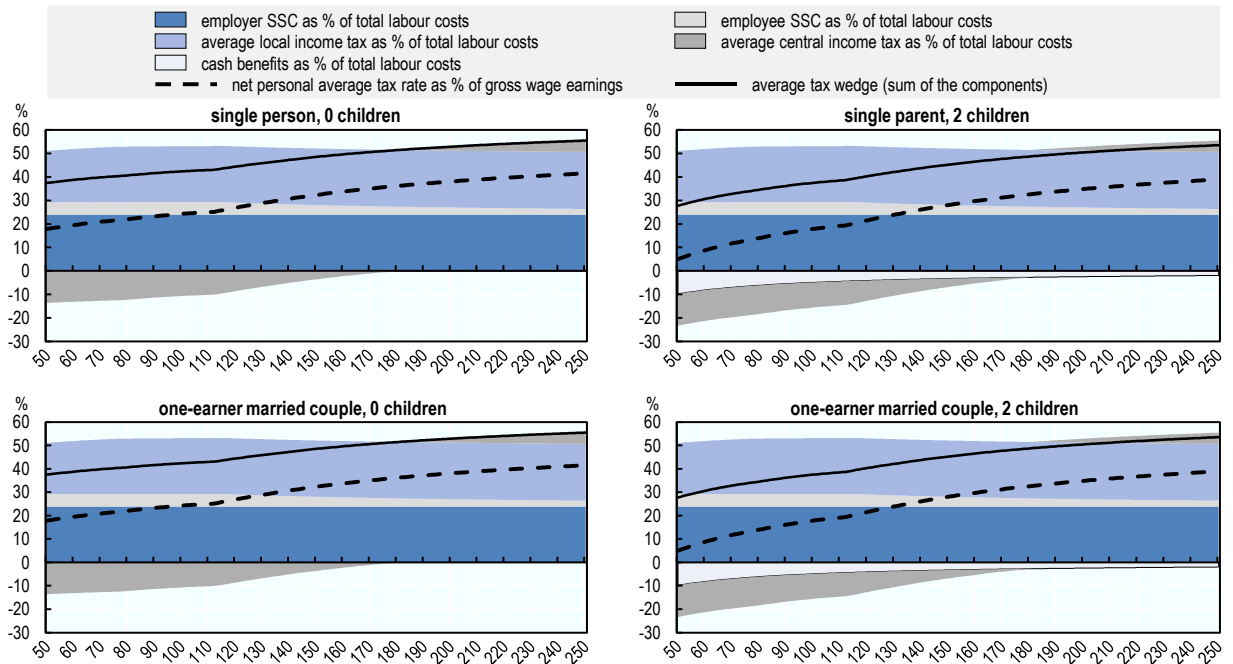 employer SSC as % of total labour costs
employee SSC as % of total labour costs
average local income tax as % of total labour costs
average central income tax as % of total labour costs
cash benefits as % of total labour costs
net personal average tax rate as % of gross wage earnings
average tax wedge (sum of the components)
%
single person, 0 children
60
50
40
30
20
10
0
-10
-20
-30
50 60 70 80 90 100 110 120 130 140 150 160 170 180 190 200 210 220 230 240 250
%
single parent, 2 children
60
50
40
30
20
10
0
-10
-20
-30
50 60 70 80 90 100 110 120 130 140 150 160 170 180 190 200 210 220 230 240 250
%
one-earner married couple, 0 children
60
50
40
30
20
10
0
-10
-20
-30
50 60 70 80 90 100 110 120 130 140 150 160 170 180 190 200 210 220 230 240 250
%
one-earner married couple, 2 children
60
50
40
30
20
10
0
-10
-20
-30
50 60 70 80 90 100 110 120 130 140 150 160 170 180 190 200 210 220 230 240 250